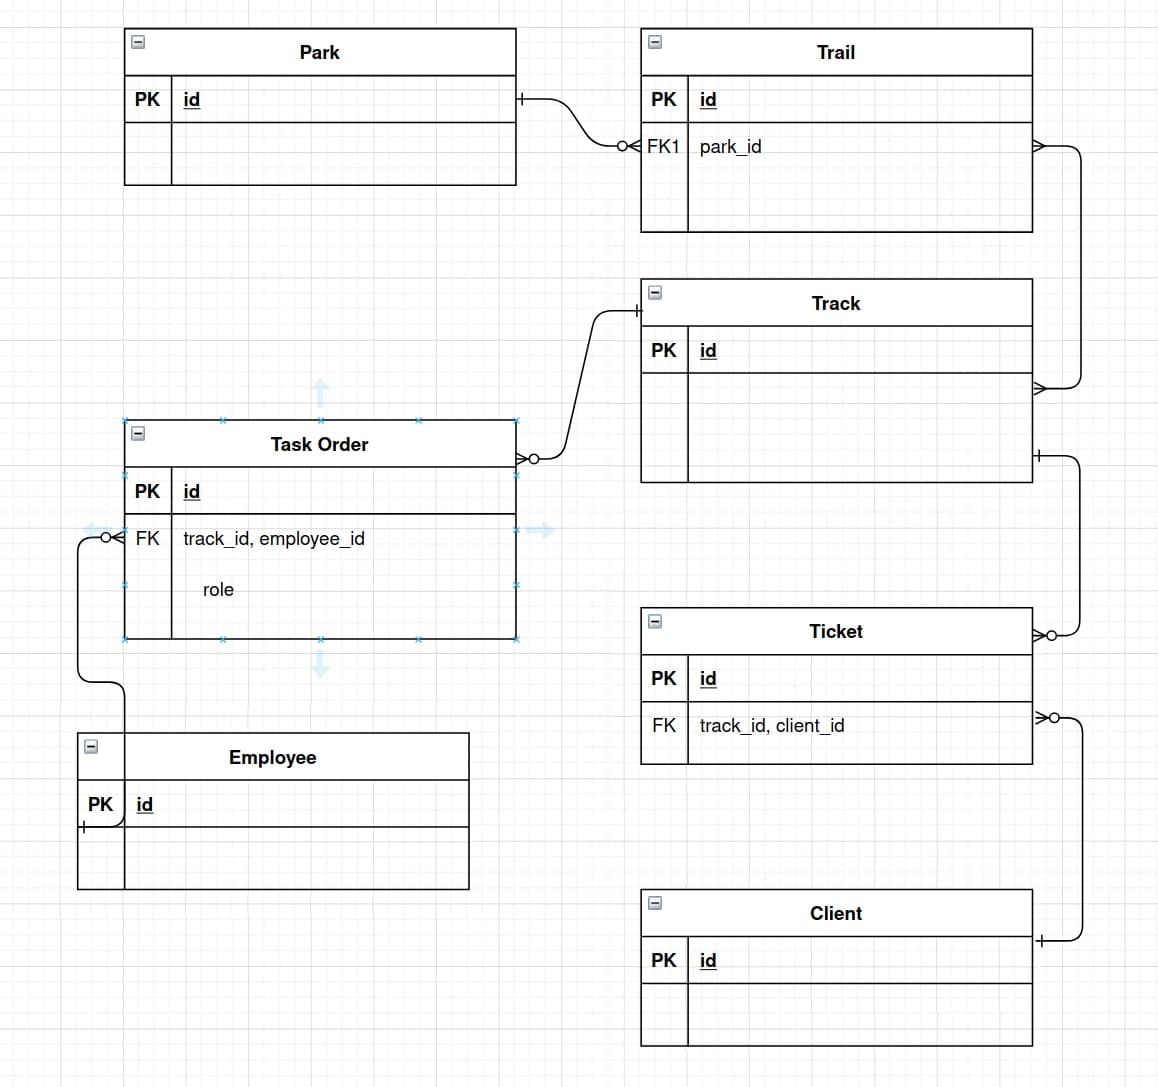 Park
PK id
Trail
PK id
FK1 park_id
Track
PK id
Task Order
PK id
FK track_id, employee_id
role
Ticket
PK id
FK track_id, client_id
Employee
PK id
Client
PK id